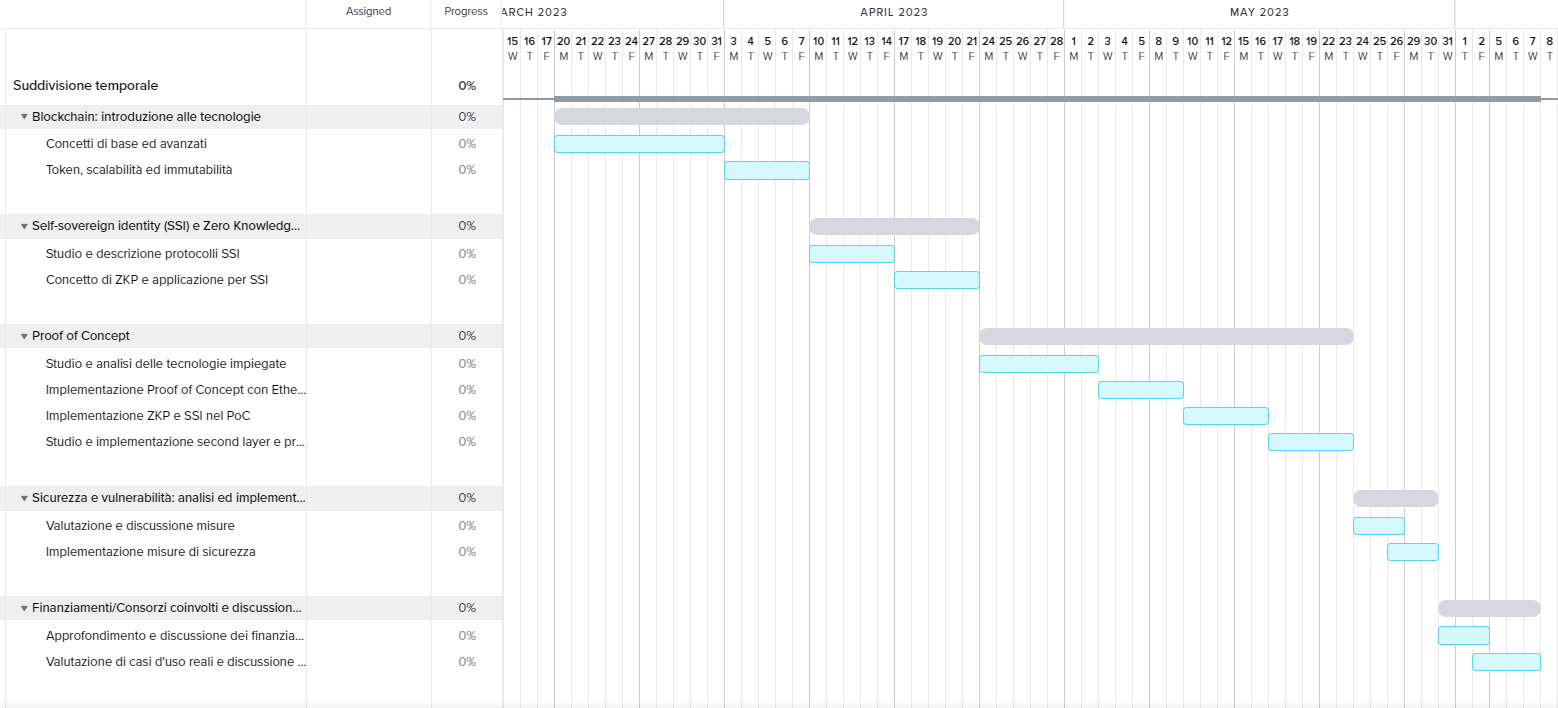 Assigned Progress ARCH 2023 APRIL 2023 MAY 2023
15 16 17 20 21 22 23 24 27 28 29 30 31 3 4 5 6 7 10 11 12 13 14 17 18 19 20 21 24 25 26 27 28 1 2 3 4 5 8 9 10 11 12 15 16 17 18 19 22 23 24 25 26 29 30 31 1 2 5 6 7 8
W T F M T W T F M T W T F M T W T F M T W T F M T W T F M T W T F M T W T F M T W T F M T W T F M T W T F M T W T F M T W T
Suddivisione temporale 0%
Blockchain: introduzione alle tecnologie 0%
Concetti di base ed avanzati 0%
Token, scalabilità ed immutabilità 0%
Self-sovereign identity (SSI) e Zero Knowledg... 0%
Studio e descrizione protocolli SSI 0%
Concetto di ZKP e applicazione per SSI 0%
Proof of Concept 0%
Studio e analisi delle tecnologie impiegate 0%
Implementazione Proof of Concept con Ethe... 0%
Implementazione ZKP e SSI nel PoC 0%
Studio e implementazione second layer e pr... 0%
Sicurezza e vulnerabilità: analisi ed implement... 0%
Valutazione e discussione misure 0%
Implementazione misure di sicurezza 0%
Finanziamenti/Consorzi coinvolti e discussion... 0%
Approfondimento e discussione dei finanzia... 0%
Valutazione di casi d'uso reali e discussione ... 0%